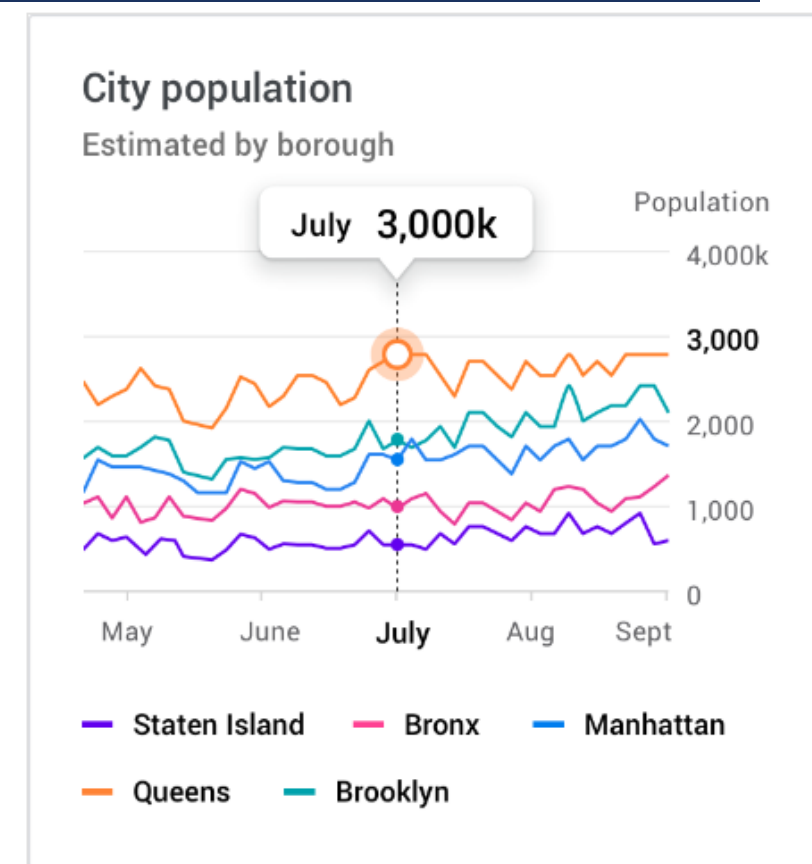 City population
Estimated by borough
July 3,000k
Population
4,000k
3,000
2,000
1,000
0
May June July Aug Sept
Staten Island Bronx Manhattan
Queens Brooklyn